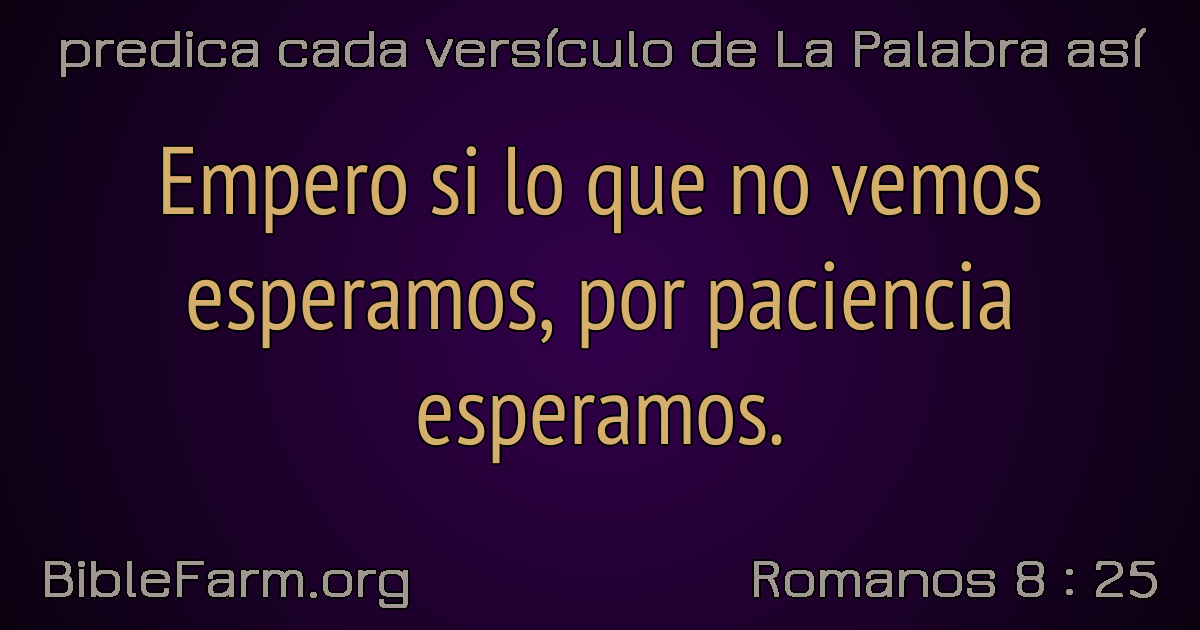 predica cada versículo de La Palabra así
Empero si lo que no vemos
esperamos, por paciencia
esperamos.
BibleFarm.org
Romanos 8 : 25